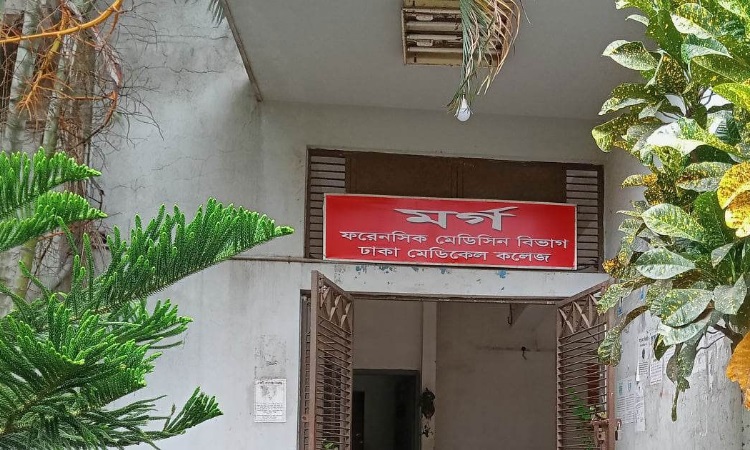 মর্গ
ফরেনসিক মেডিসিন বিভাগ
ঢাকা মেডিকেল কলেজ